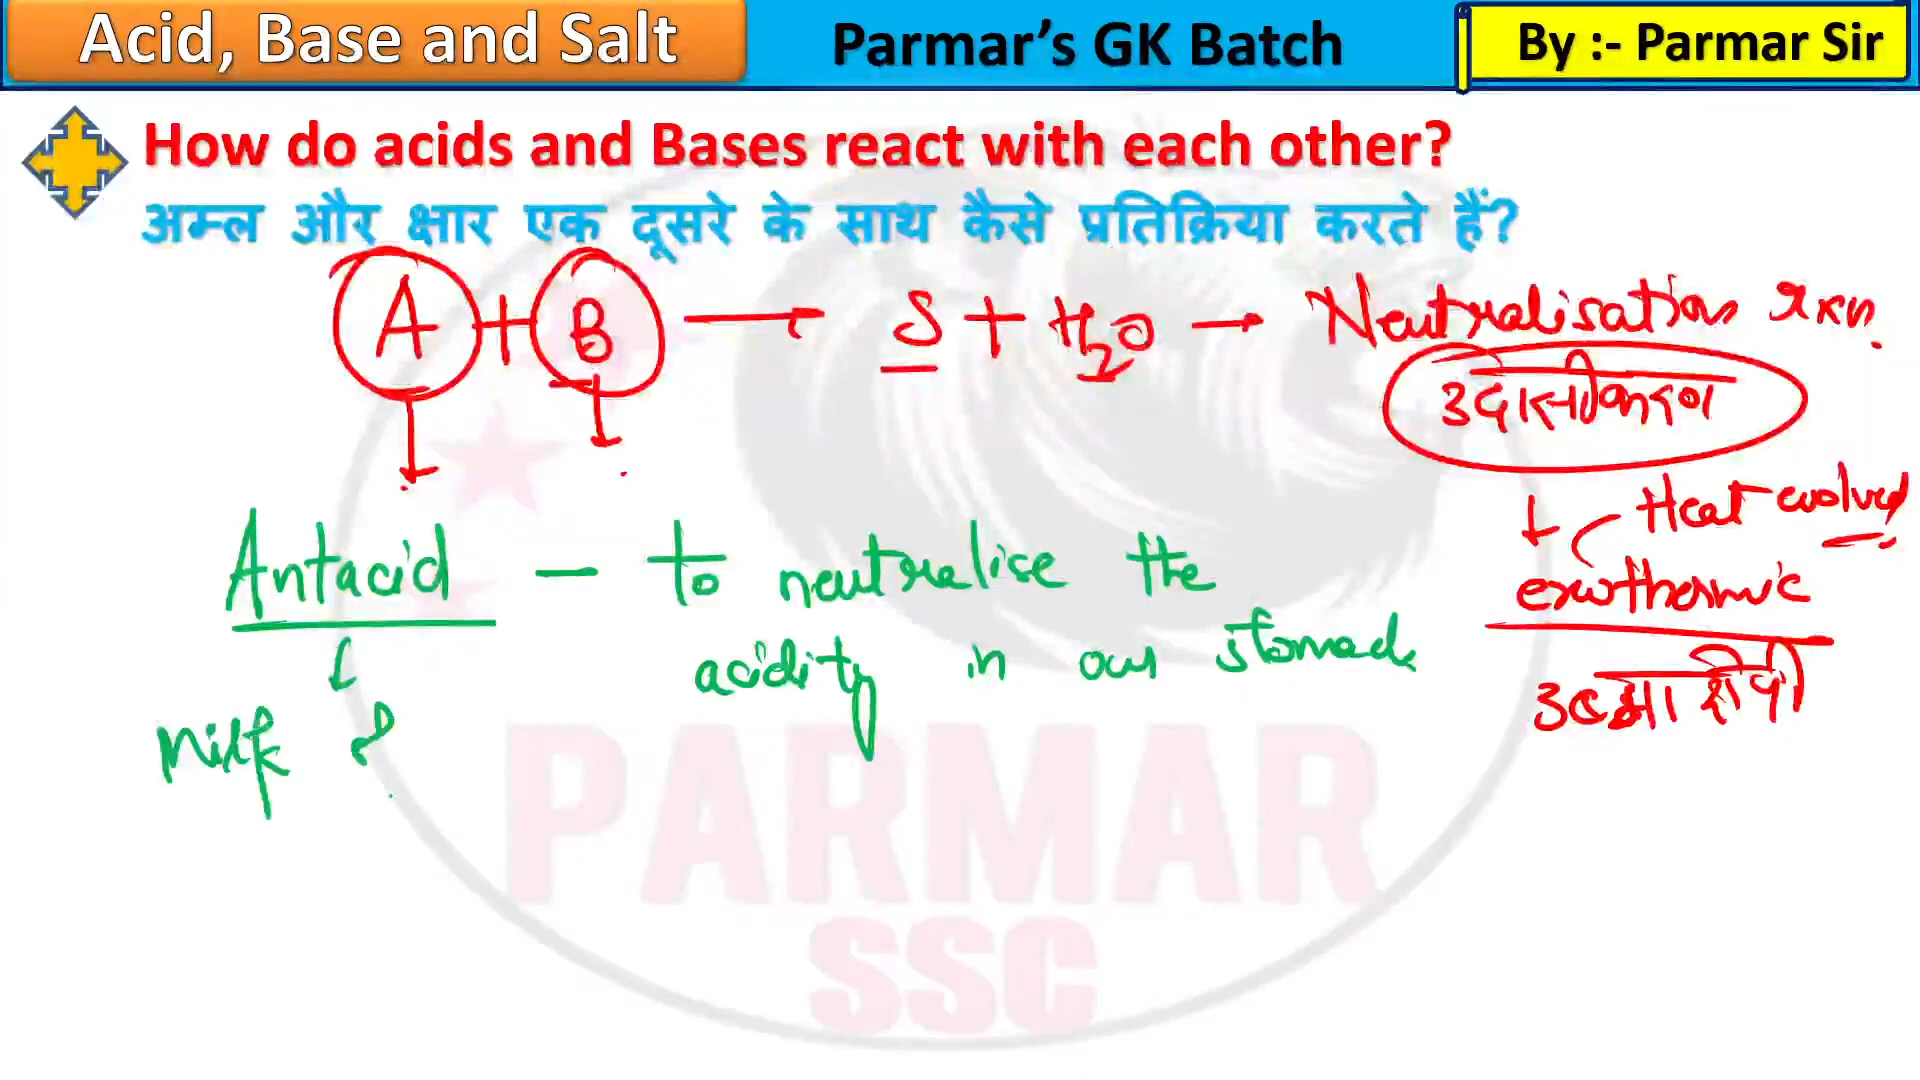 Acid, Base and Salt
Parmar's GK Batch
By :- Parmar Sir
How do acids and Bases react with each other?
अम्ल और क्षार एक दूसरे के साथ कैसे प्रतिक्रिया करते हैं?
A + B → S + H2O → Neutralisation rxn.
उदासीकरण
Heat evolved
Antacid — to neutralise the
exothermic
acidity in our stomach
Milk
PARMAR
SSC